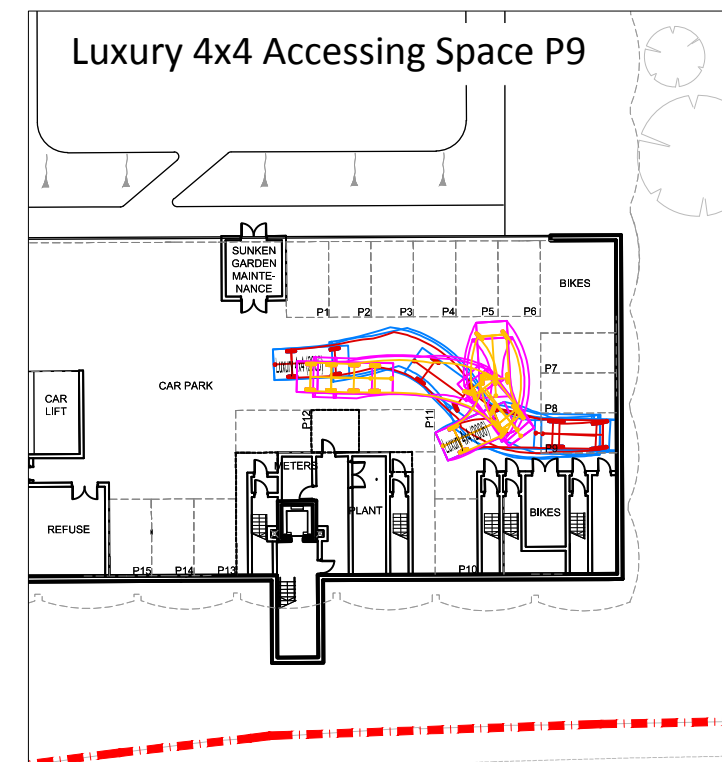 Luxury 4x4 Accessing Space P9
SUNKEN
GARDEN
MAINTE-
NANCE
BIKES
P1
P2
P3
P4
P5
P6
P7
CAR PARK
CAR
LIFT
P8
P12
P11
P9
METERS
PLANT
BIKES
REFUSE
P15
P14
P13
P10